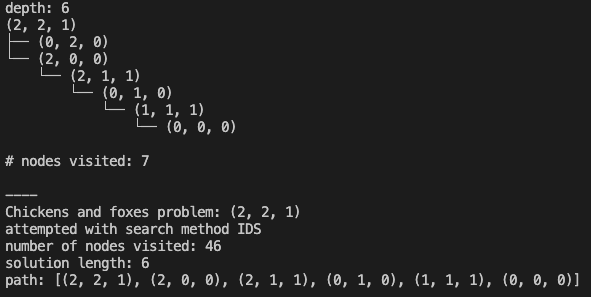 depth: 6
(2, 2, 1)
├── (0, 2, 0)
└── (2, 0, 0)
    └── (2, 1, 1)
        └── (0, 1, 0)
            └── (1, 1, 1)
                └── (0, 0, 0)
# nodes visited: 7
____
Chickens and foxes problem: (2, 2, 1)
attempted with search method IDS
number of nodes visited: 46
solution length: 6
path: [(2, 2, 1), (2, 0, 0), (2, 1, 1), (0, 1, 0), (1, 1, 1), (0, 0, 0)]